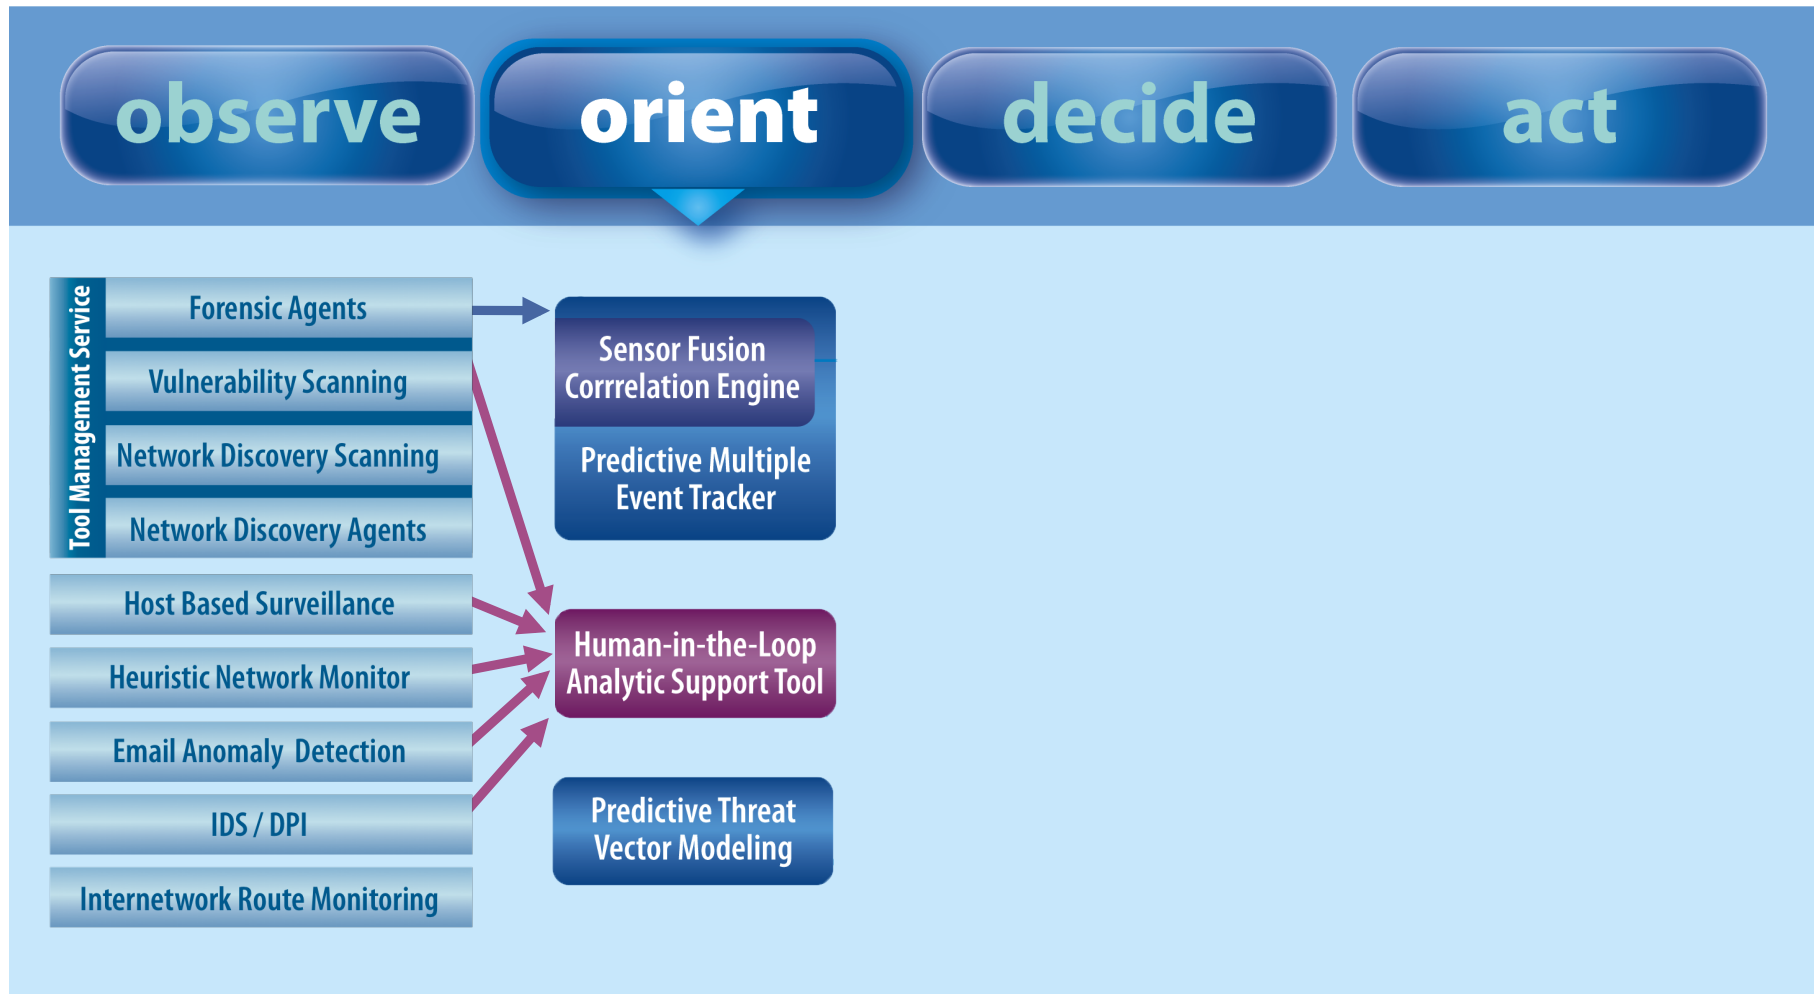 observe
orient
decide
act
Tool Management Service
Forensic Agents
Vulnerability Scanning
Network Discovery Scanning
Network Discovery Agents
Host Based Surveillance
Heuristic Network Monitor
Email Anomaly Detection
IDS / DPI
Internetwork Route Monitoring
Sensor Fusion
Corrrelation Engine
Predictive Multiple
Event Tracker
Human-in-the-Loop
Analytic Support Tool
Predictive Threat
Vector Modeling